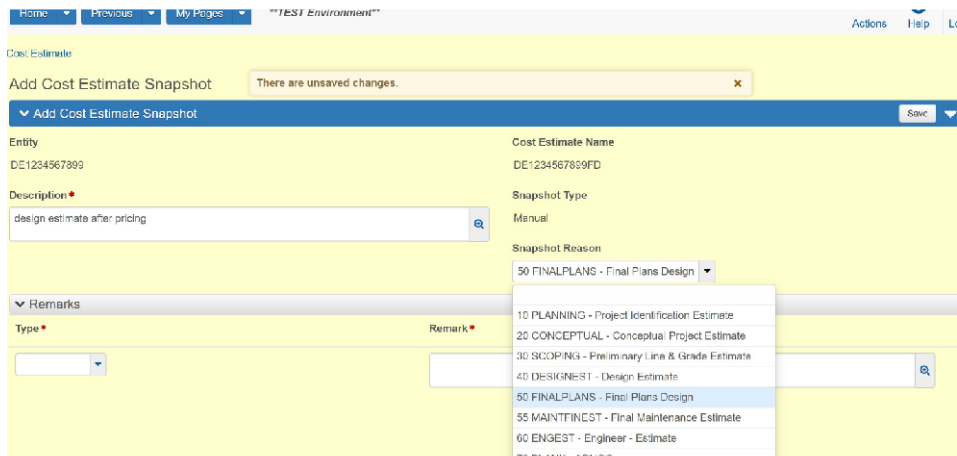 Home Previous My Pages **TEST Environment**
Actions Help
Cost Estimate
Add Cost Estimate Snapshot
There are unsaved changes.
Add Cost Estimate Snapshot
Save
Entity
Cost Estimate Name
DE1234567899
DE1234567899FD
Description*
Snapshot Type
design estimate after pricing
Manual
Snapshot Reason
50 FINALPLANS - Final Plans Design
Remarks
Type*
Remark*
10 PLANNING - Project Identification Estimate
20 CONCEPTUAL - Conceptual Project Estimate
30 SCOPING - Preliminary Line & Grade Estimate
40 DESIGNEST - Design Estimate
50 FINALPLANS - Final Plans Design
55 MAINTFINEST - Final Maintenance Estimate
60 ENGEST - Engineer - Estimate